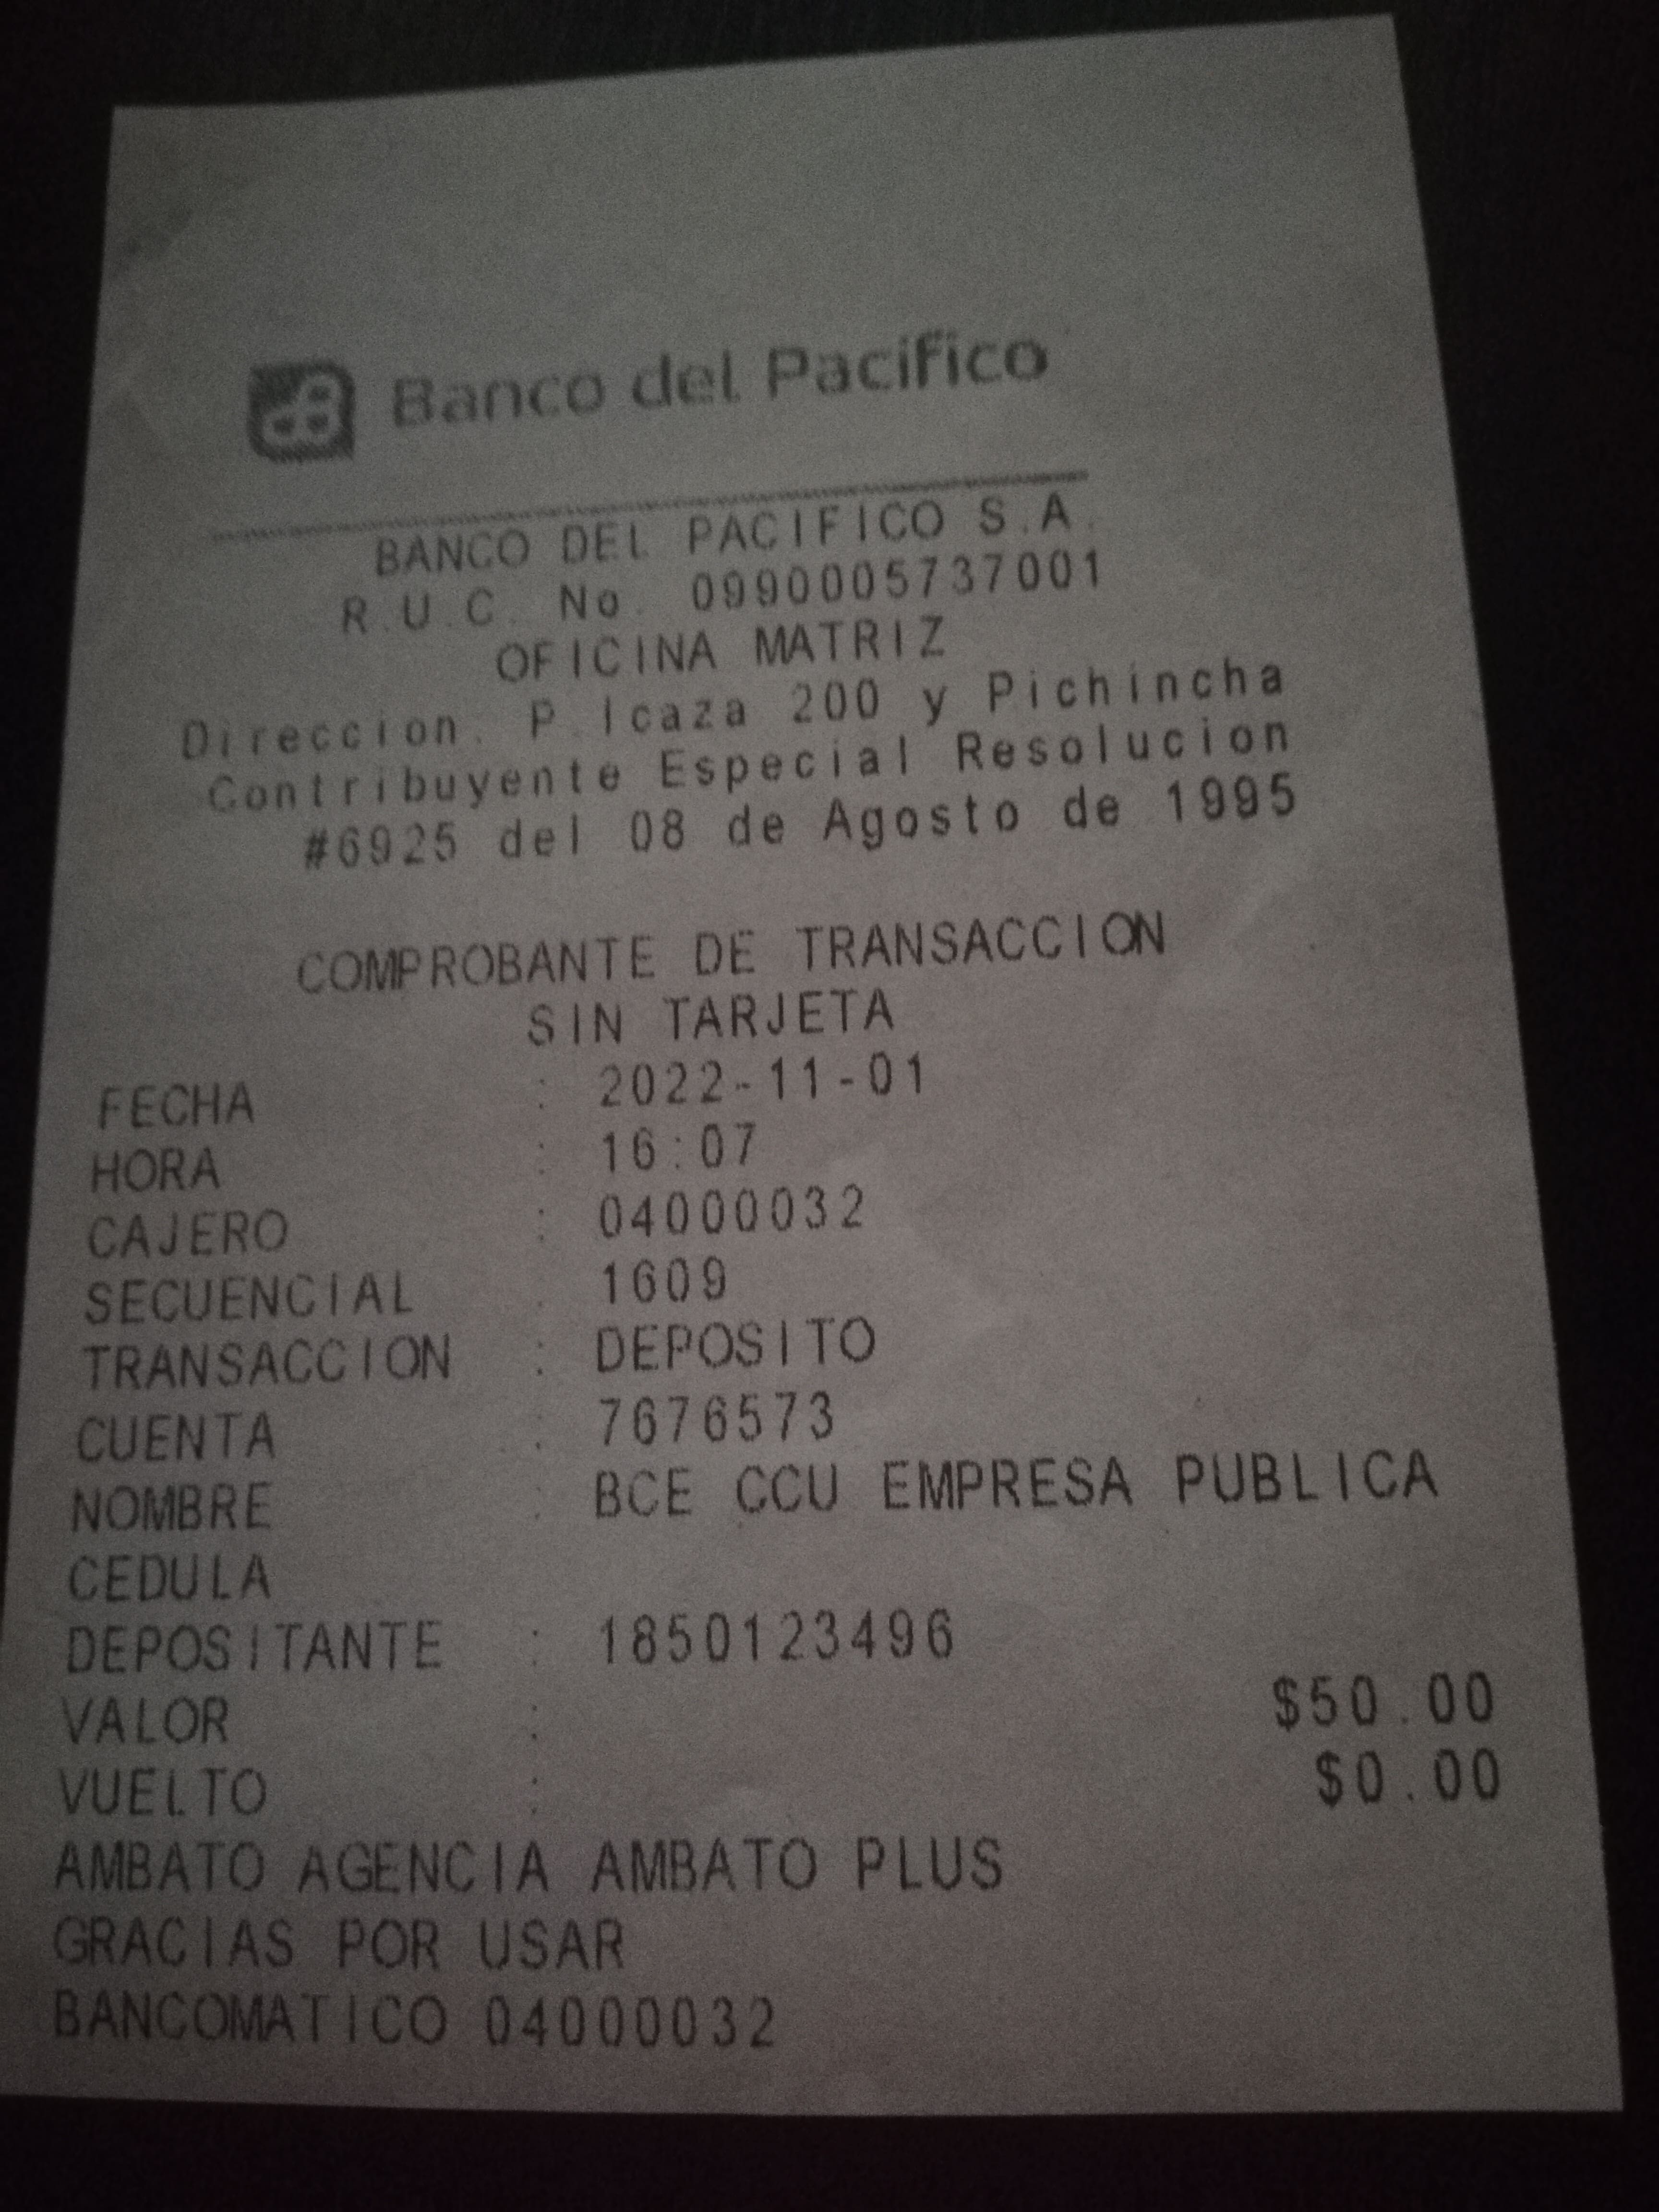 Banco del Pacifico
BANCO DEL PACIFICO S.A.
R.U.C. No. 0990005737001
OFICINA MATRIZ
Direccion. P.Icaza 200 y Pichincha
Contribuyente Especial Resolucion
#6925 del 08 de Agosto de 1995
COMPROBANTE DE TRANSACCION
SIN TARJETA
FECHA : 2022-11-01
HORA : 16:07
CAJERO : 04000032
SECUENCIAL : 1609
TRANSACCION : DEPOSITO
CUENTA : 7676573
NOMBRE : BCE CCU EMPRESA PUBLICA
CEDULA
DEPOSITANTE : 1850123496
VALOR : $50.00
VUELTO : $0.00
AMBATO AGENCIA AMBATO PLUS
GRACIAS POR USAR
BANCOMATICO 04000032